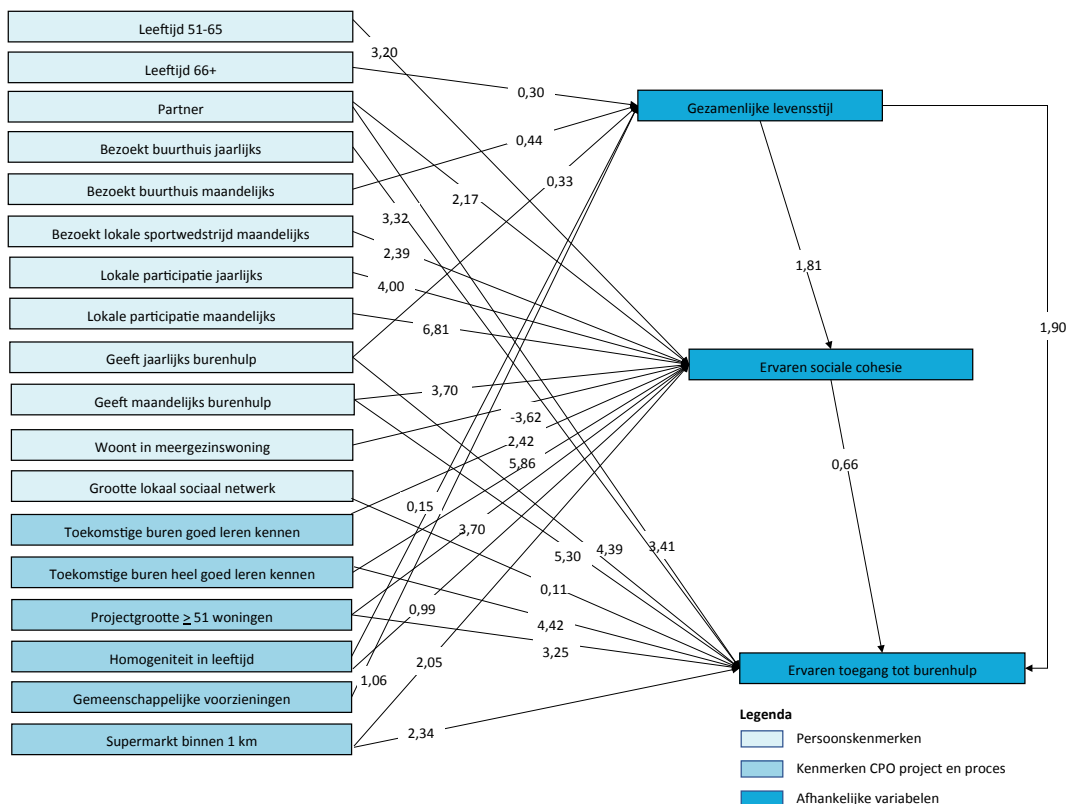 Leeftijd 51-65
Leeftijd 66+
Partner
Bezoekt buurthuis jaarlijks
Bezoekt buurthuis maandelijks
Bezoekt lokale sportwedstrijd maandelijks
Lokale participatie jaarlijks
Lokale participatie maandelijks
Geeft jaarlijks burenhulp
Geeft maandelijks burenhulp
Woont in meergezinswoning
Grootte lokaal sociaal netwerk
Toekomstige buren goed leren kennen
Toekomstige buren heel goed leren kennen
Projectgrootte ≥ 51 woningen
Homogeniteit in leeftijd
Gemeenschappelijke voorzieningen
Supermarkt binnen 1 km
3,20
0,30
0,44
0,33
2,17
3,32
2,39
4,00
6,81
3,70
-3,62
2,42
5,86
0,15
3,70
4,39
3,41
5,30
0,11
0,99
4,42
3,25
2,05
1,06
2,34
Gezamenlijke levensstijl
1,81
1,90
Ervaren sociale cohesie
0,66
Ervaren toegang tot burenhulp
Legenda
Persoonskenmerken
Kenmerken CPO project en proces
Afhankelijke variabelen